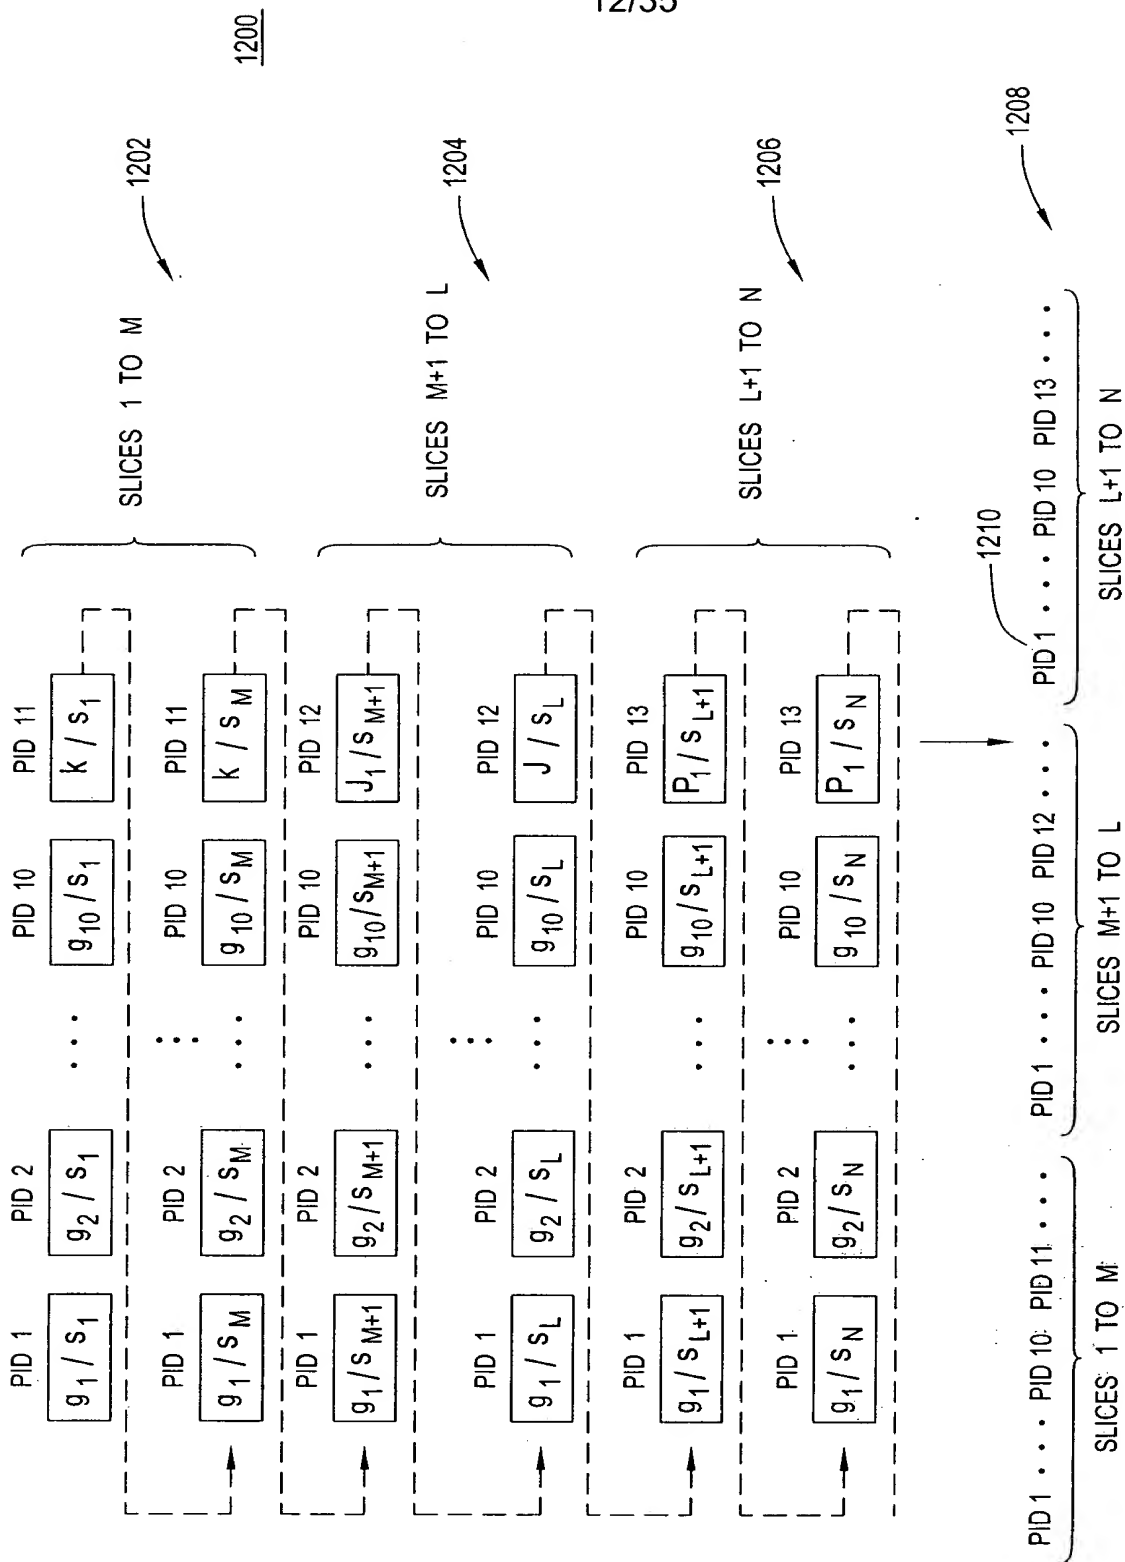 12/35
1200
PID 1 PID 2 PID 10 PID 11
g1/s1 g2/s1 ... g10/s1 k/s1
PID 1 PID 2 PID 10 PID 11
g1/sM g2/sM ... g10/sM k/sM
SLICES 1 TO M
1202
PID 1 PID 2 PID 10 PID 12
g1/sM+1 g2/sM+1 ... g10/sM+1 J1/sM+1
PID 1 PID 2 PID 10 PID 12
g1/sL g2/sL ... g10/sL J/sL
SLICES M+1 TO L
1204
PID 1 PID 2 PID 10 PID 13
g1/sL+1 g2/sL+1 ... g10/sL+1 P1/sL+1
PID 1 PID 2 PID 10 PID 13
g1/sN g2/sN ... g10/sN P1/sN
SLICES L+1 TO N
1206
1210
1208
PID 1 .... PID 10 PID 11 .... PID 1 .... PID 10 PID 12 .... PID 1 .... PID 10 PID 13 ....
SLICES 1 TO M SLICES M+1 TO L SLICES L+1 TO N